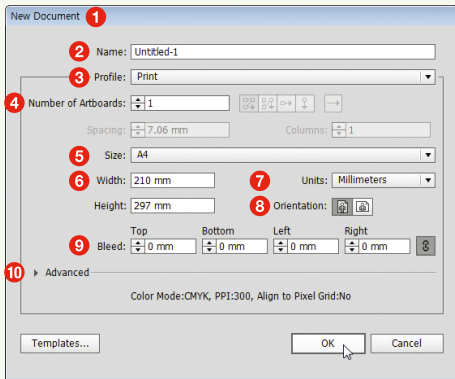 New Document 1
2 Name: Untitled-1
3 Profile: Print
4 Number of Artboards: 1
Spacing: 7.06 mm Columns: 1
5 Size: A4
6 Width: 210 mm 7 Units: Millimeters
Height: 297 mm 8 Orientation:
Top Bottom Left Right
9 Bleed: 0 mm 0 mm 0 mm 0 mm
10 Advanced
Color Mode:CMYK, PPI:300, Align to Pixel Grid:No
Templates... OK Cancel